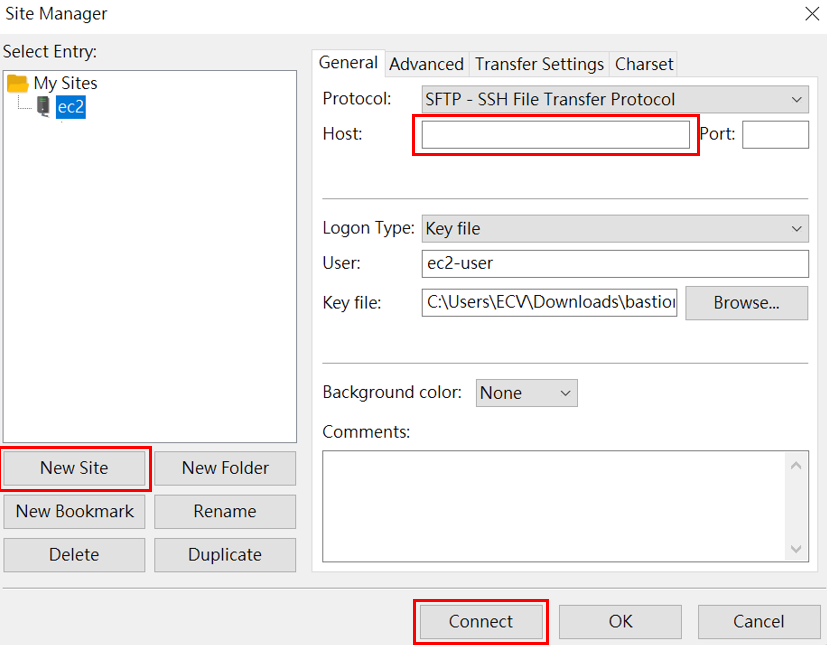 Site Manager
Select Entry:
My Sites
ec2
New Site
New Folder
New Bookmark
Rename
Delete
Duplicate
General
Advanced
Transfer Settings
Charset
Protocol:
SFTP - SSH File Transfer Protocol
Host:
Port:
Logon Type:
Key file
User:
ec2-user
Key file:
C:\Users\ECV\Downloads\bastion
Browse...
Background color:
None
Comments:
Connect
OK
Cancel